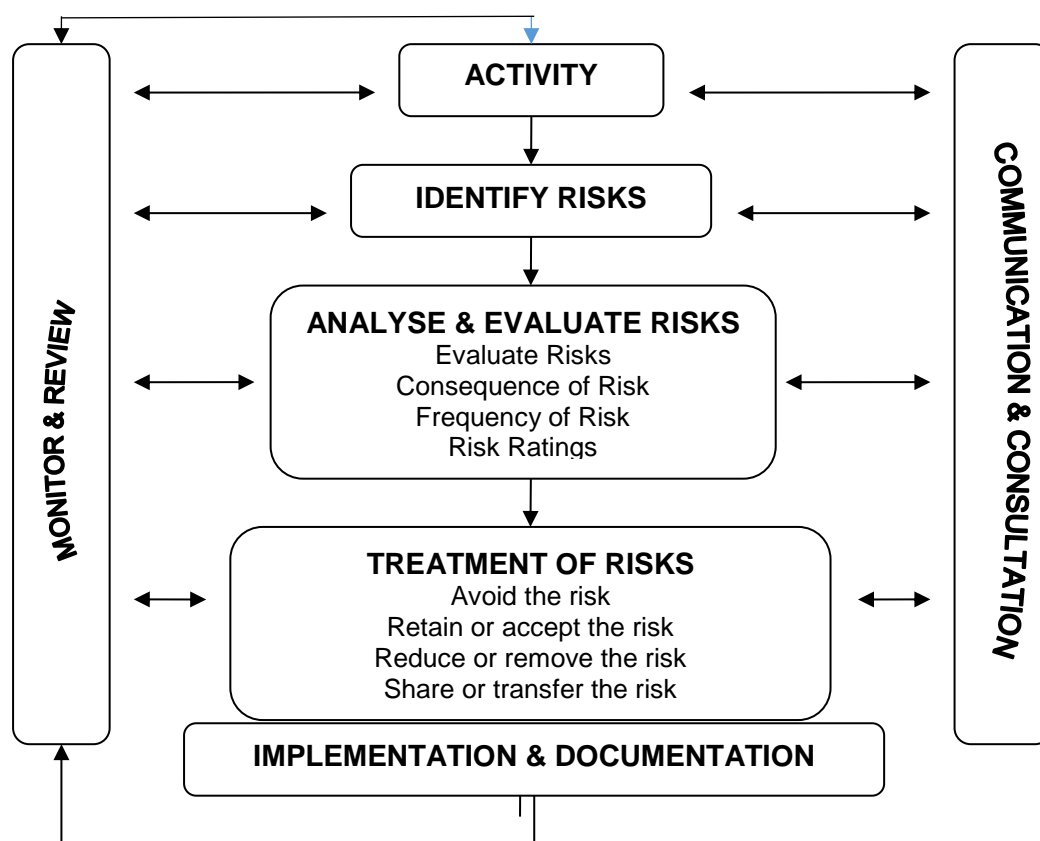 ACTIVITY
IDENTIFY RISKS
ANALYSE & EVALUATE RISKS
Evaluate Risks
Consequence of Risk
Frequency of Risk
Risk Ratings
TREATMENT OF RISKS
Avoid the risk
Retain or accept the risk
Reduce or remove the risk
Share or transfer the risk
IMPLEMENTATION & DOCUMENTATION
MONITOR & REVIEW
COMMUNICATION & CONSULTATION